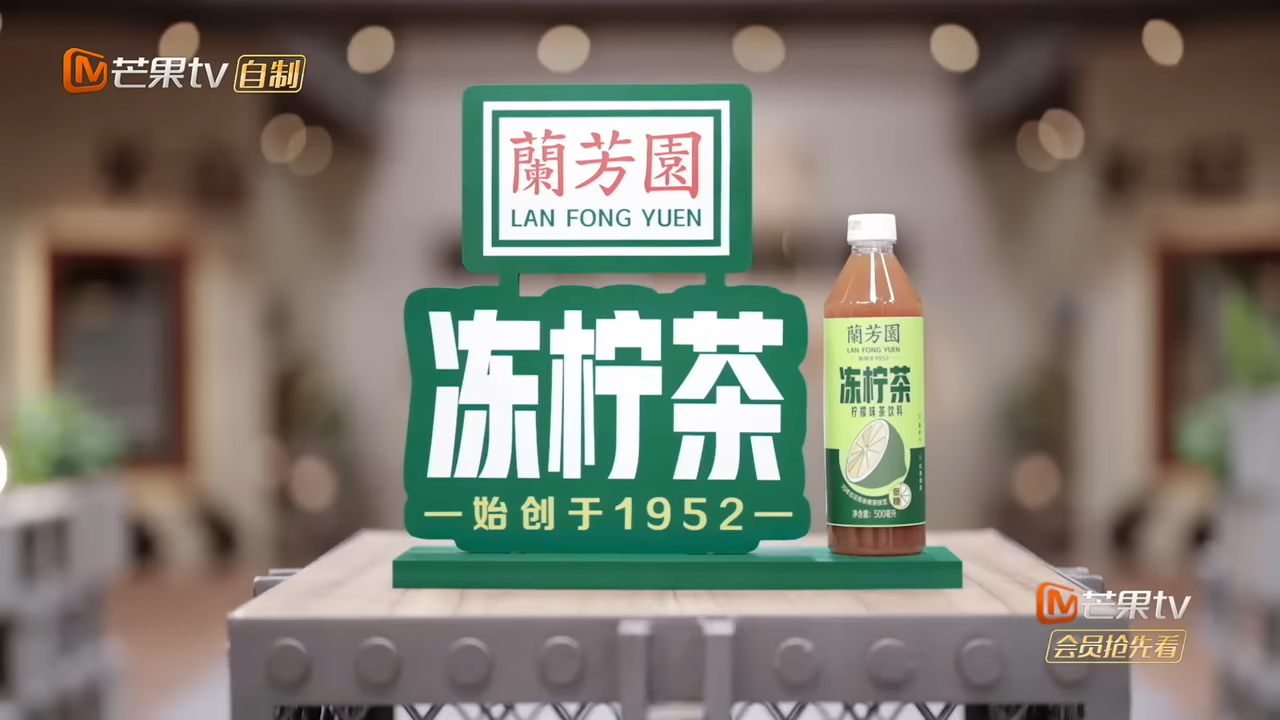 芒果tv 自制
蘭芳園
LAN FONG YUEN
冻柠茶
始创于1952
蘭芳園
LAN FONG YUEN
冻柠茶
柠檬味茶饮料
净含量:500毫升
芒果tv
会员抢先看